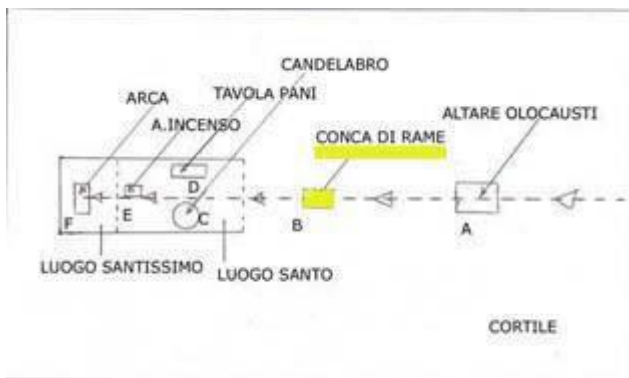 CANDELABRO
ARCA
TAVOLA PANI
A.INCENSO
ALTARE OLOCAUSTI
CONCA DI RAME
D
F
E
C
B
A
LUOGO SANTISSIMO
LUOGO SANTO
CORTILE